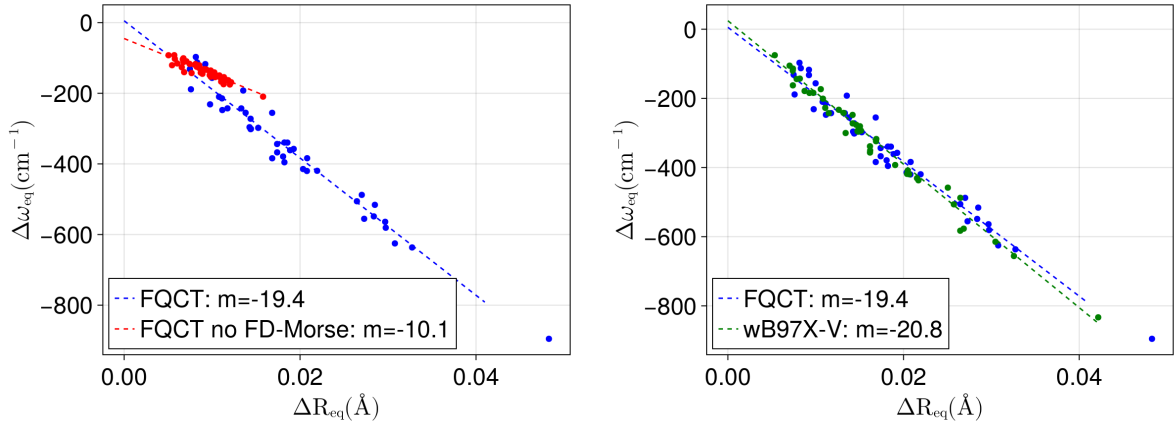 0
−200
−400
−600
−800
Δω_eq(cm⁻¹)
FQCT: m=-19.4
FQCT no FD-Morse: m=-10.1
0.00
0.02
0.04
ΔR_eq(Å)
0
−200
−400
−600
−800
Δω_eq(cm⁻¹)
FQCT: m=-19.4
wB97X-V: m=-20.8
0.00
0.02
0.04
ΔR_eq(Å)